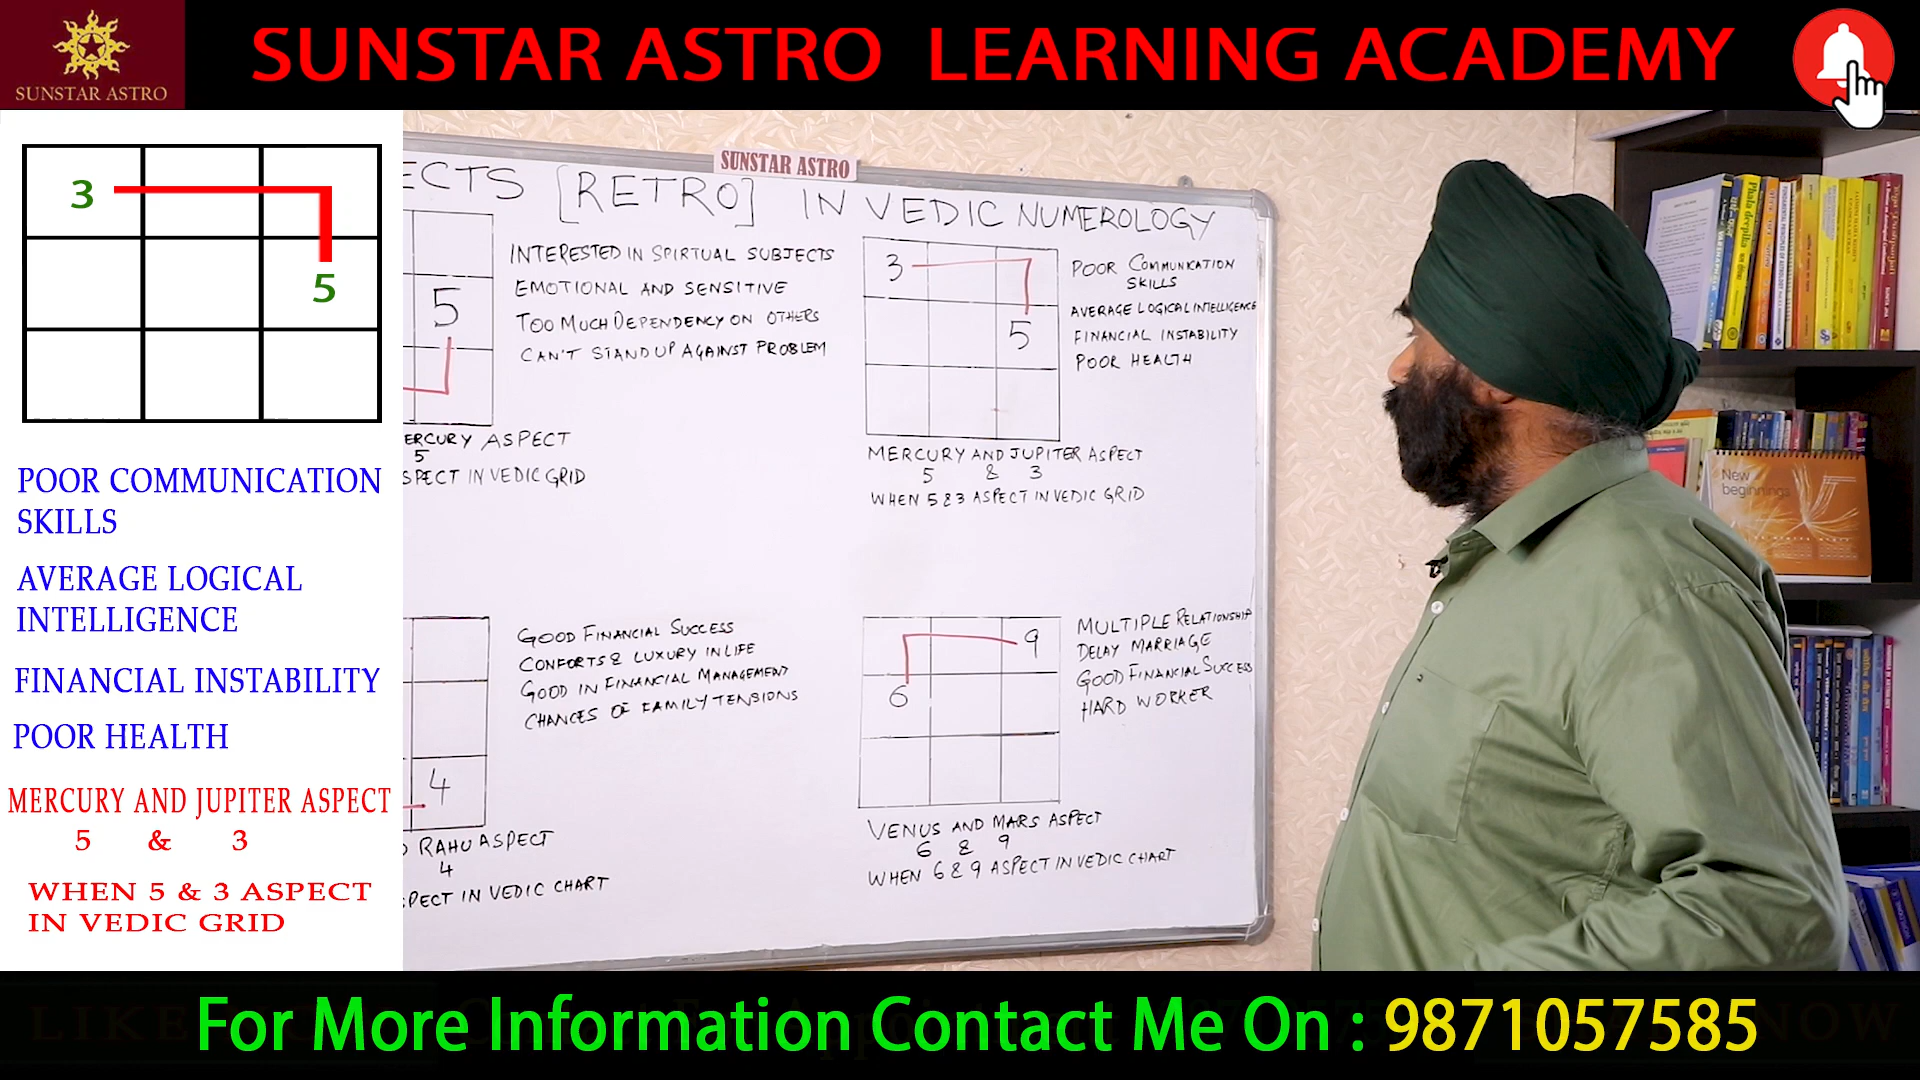 SUNSTAR ASTRO LEARNING ACADEMY
SUNSTAR ASTRO
3
5
POOR COMMUNICATION
SKILLS
AVERAGE LOGICAL
INTELLIGENCE
FINANCIAL INSTABILITY
POOR HEALTH
MERCURY AND JUPITER ASPECT
5 & 3
WHEN 5 & 3 ASPECT
IN VEDIC GRID
SUNSTAR ASTRO
ECTS [RETRO] IN VEDIC NUMEROLOGY
5
INTERESTED IN SPIRTUAL SUBJECTS
EMOTIONAL AND SENSITIVE
TOO MUCH DEPENDENCY ON OTHERS
CAN'T STAND UP AGAINST PROBLEM
ERCURY ASPECT
5
SPECT IN VEDIC GRID
3
5
POOR COMMUNICATION
SKILLS
AVERAGE LOGICAL INTELLIGENCE
FINANCIAL INSTABILITY
POOR HEALTH
MERCURY AND JUPITER ASPECT
5 & 3
WHEN 5 & 3 ASPECT IN VEDIC GRID
4
GOOD FINANCIAL SUCCESS
CONFORTS & LUXURY IN LIFE
GOOD IN FINANCIAL MANAGEMENT
CHANCES OF FAMILY TENSIONS
RAHU ASPECT
4
SPECT IN VEDIC CHART
9
6
MULTIPLE RELATIONSHIP
DELAY MARRIAGE
GOOD FINANCIAL SUCCESS
HARD WORKER
VENUS AND MARS ASPECT
6 & 9
WHEN 6 & 9 ASPECT IN VEDIC CHART
New
beginnings
For More Information Contact Me On : 9871057585